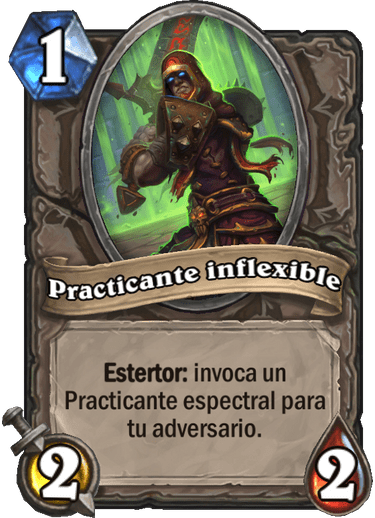 1
Practicante inflexible
Estertor: invoca un
Practicante espectral para
tu adversario.
2 2